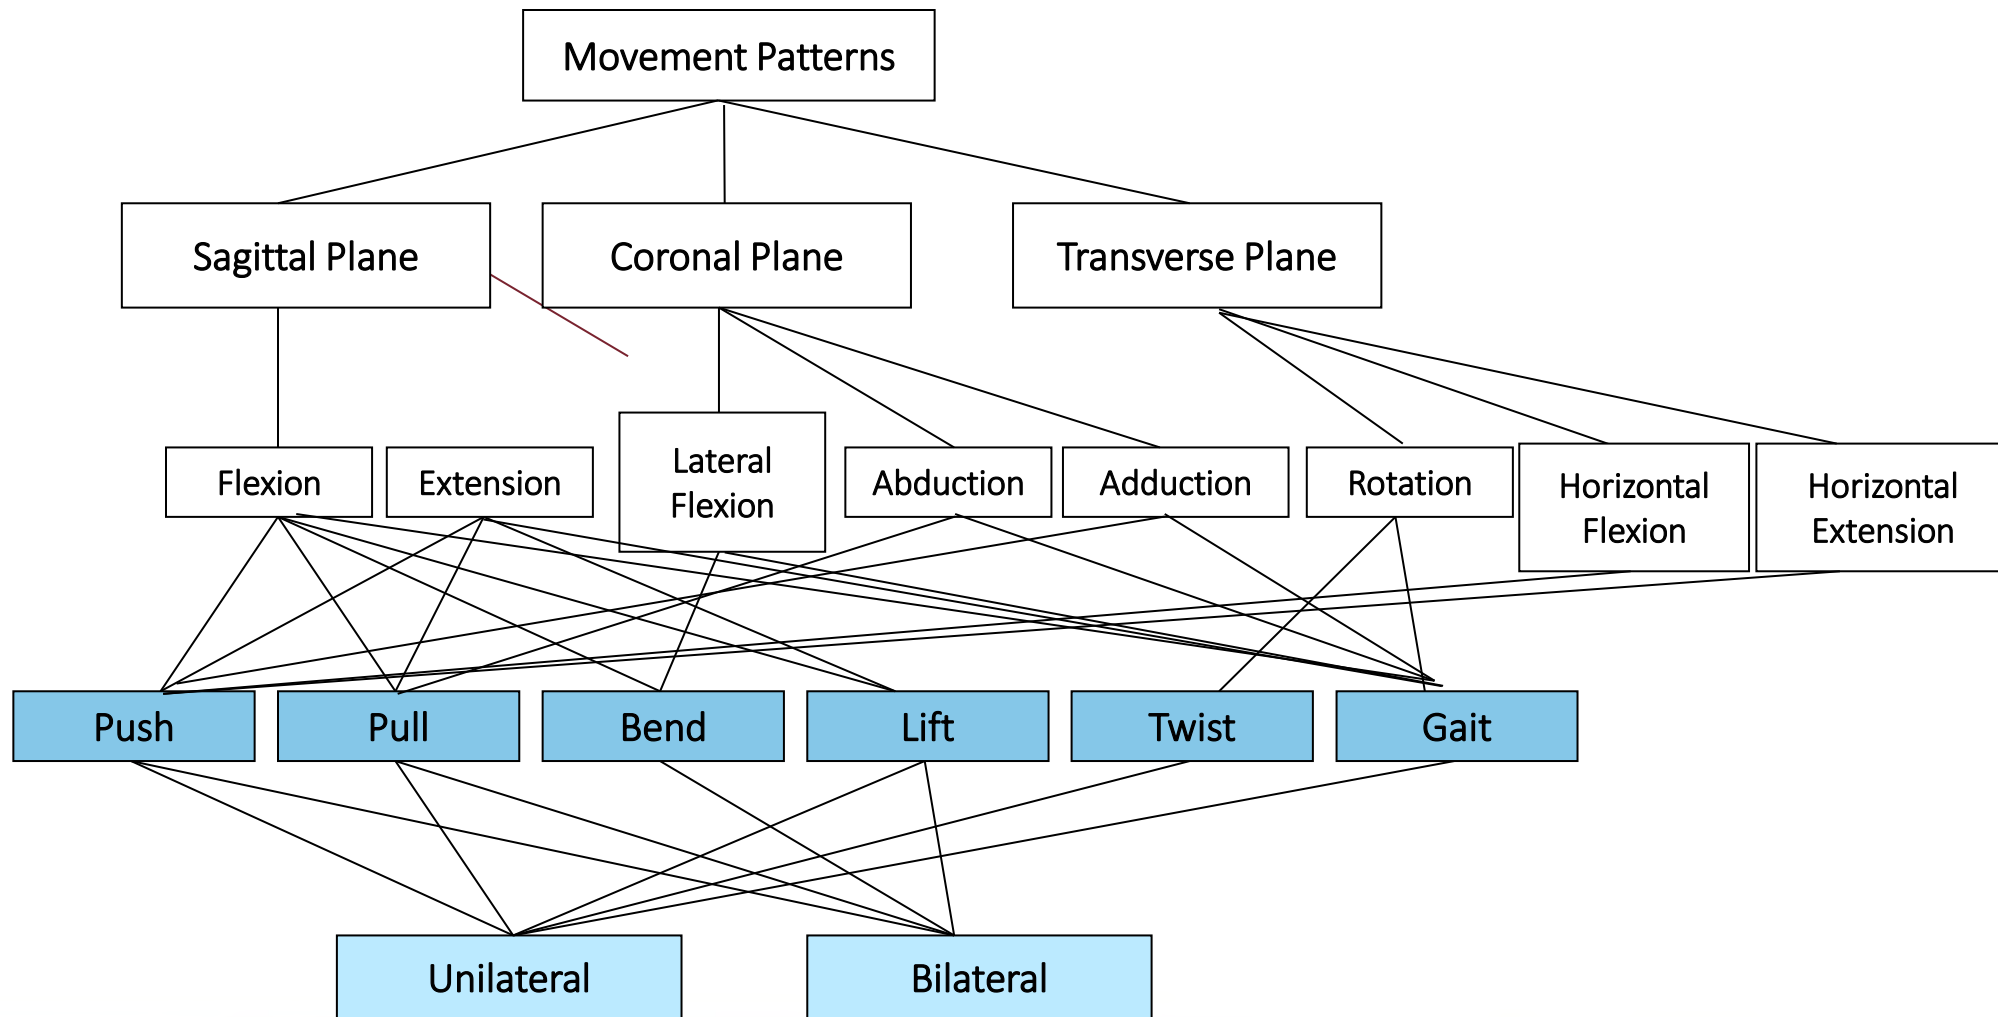 Movement Patterns
Sagittal Plane
Coronal Plane
Transverse Plane
Flexion
Extension
Lateral
Flexion
Abduction
Adduction
Rotation
Horizontal
Flexion
Horizontal
Extension
Push
Pull
Bend
Lift
Twist
Gait
Unilateral
Bilateral